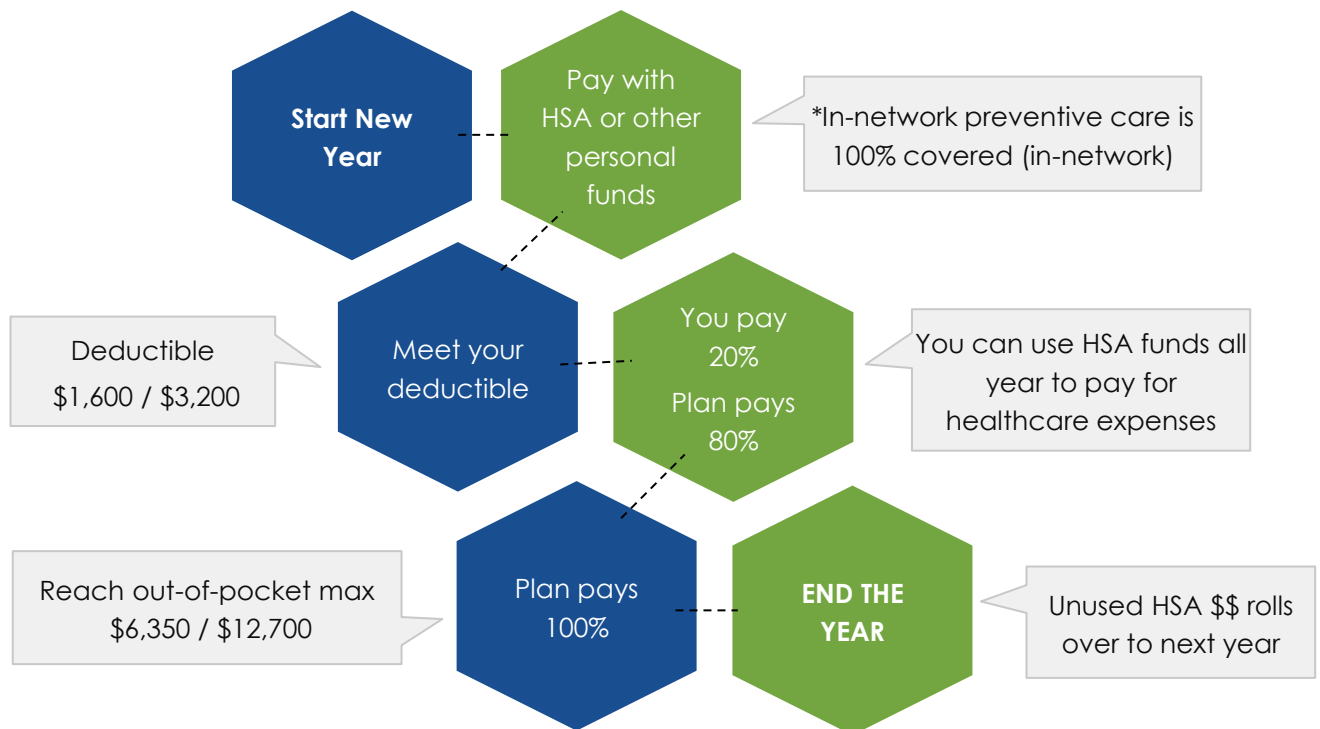 Start New
Year
Pay with
HSA or other
personal
funds
*In-network preventive care is
100% covered (in-network)
Deductible
$1,600 / $3,200
Meet your
deductible
You pay
20%
Plan pays
80%
You can use HSA funds all
year to pay for
healthcare expenses
Reach out-of-pocket max
$6,350 / $12,700
Plan pays
100%
END THE
YEAR
Unused HSA $$ rolls
over to next year